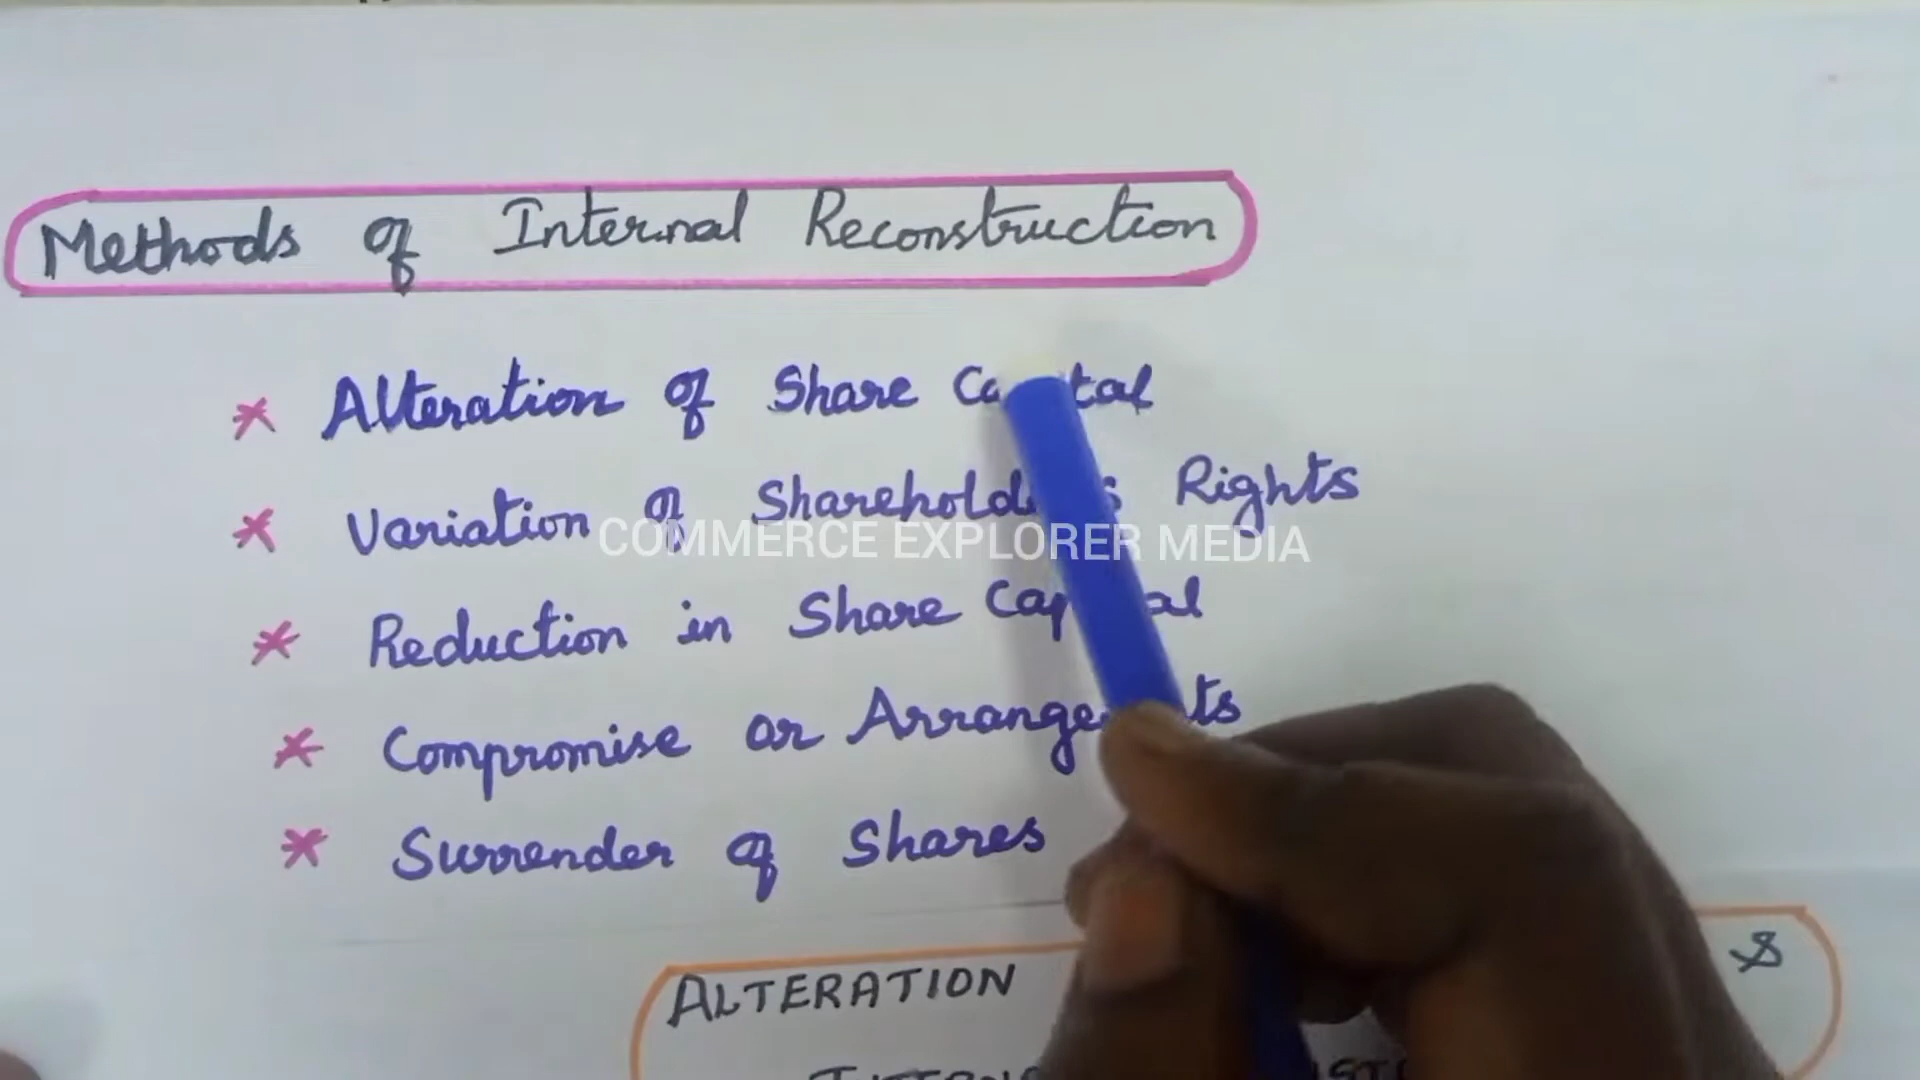 Methods of Internal Reconstruction
* Alteration of Share Capital
* Variation of Shareholders Rights
COMMERCE EXPLORER MEDIA
* Reduction in Share Capital
* Compromise or Arrangements
* Surrender of Shares
ALTERATION